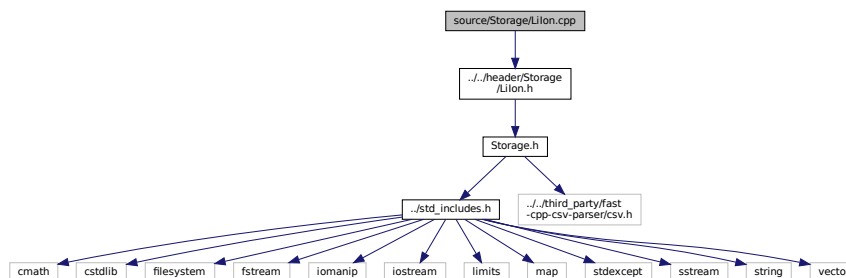 source/Storage/LiIon.cpp
../../header/Storage
/LiIon.h
Storage.h
../std_includes.h
../../third_party/fast
-cpp-csv-parser/csv.h
cmath
cstdlib
filesystem
fstream
iomanip
iostream
limits
map
stdexcept
sstream
string
vecto